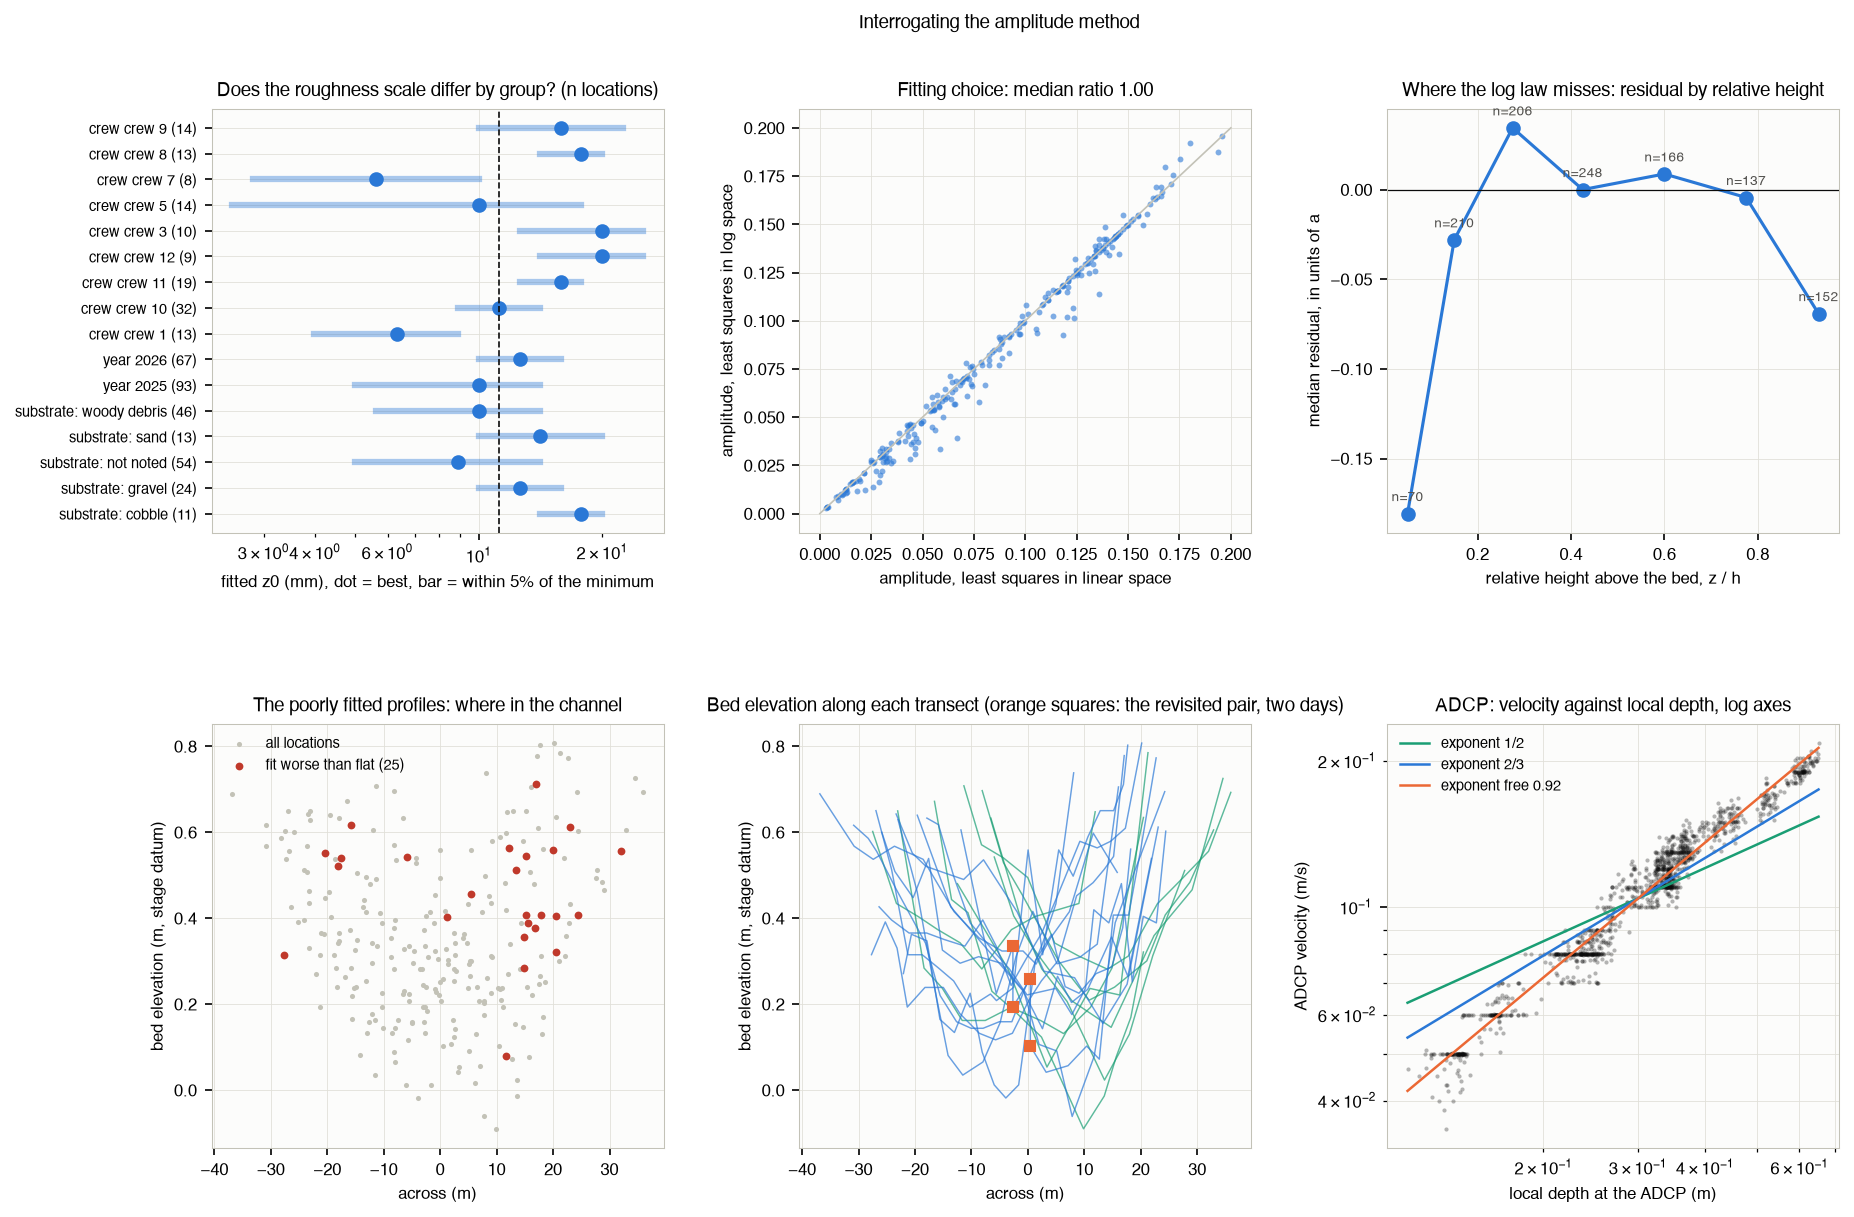 Interrogating the amplitude method
Does the roughness scale differ by group? (n locations)
crew crew 9 (14)
crew crew 8 (13)
crew crew 7 (8)
crew crew 5 (14)
crew crew 3 (10)
crew crew 12 (9)
crew crew 11 (19)
crew crew 10 (32)
crew crew 1 (13)
year 2026 (67)
year 2025 (93)
substrate: woody debris (46)
substrate: sand (13)
substrate: not noted (54)
substrate: gravel (24)
substrate: cobble (11)
3 × 10⁰ 4 × 10⁰ 6 × 10⁰ 10¹ 2 × 10¹
fitted z0 (mm), dot = best, bar = within 5% of the minimum
Fitting choice: median ratio 1.00
amplitude, least squares in log space
0.200
0.175
0.150
0.125
0.100
0.075
0.050
0.025
0.000
0.000 0.025 0.050 0.075 0.100 0.125 0.150 0.175 0.200
amplitude, least squares in linear space
Where the log law misses: residual by relative height
median residual, in units of a
0.00
−0.05
−0.10
−0.15
n=70
n=210
n=206
n=248
n=166
n=137
n=152
0.2 0.4 0.6 0.8
relative height above the bed, z / h
The poorly fitted profiles: where in the channel
all locations
fit worse than flat (25)
bed elevation (m, stage datum)
0.8
0.6
0.4
0.2
0.0
−40 −30 −20 −10 0 10 20 30
across (m)
Bed elevation along each transect (orange squares: the revisited pair, two days)
bed elevation (m, stage datum)
0.8
0.6
0.4
0.2
0.0
−40 −30 −20 −10 0 10 20 30
across (m)
ADCP: velocity against local depth, log axes
exponent 1/2
exponent 2/3
exponent free 0.92
ADCP velocity (m/s)
2 × 10⁻¹
10⁻¹
6 × 10⁻²
4 × 10⁻²
2 × 10⁻¹ 3 × 10⁻¹ 4 × 10⁻¹ 6 × 10⁻¹
local depth at the ADCP (m)